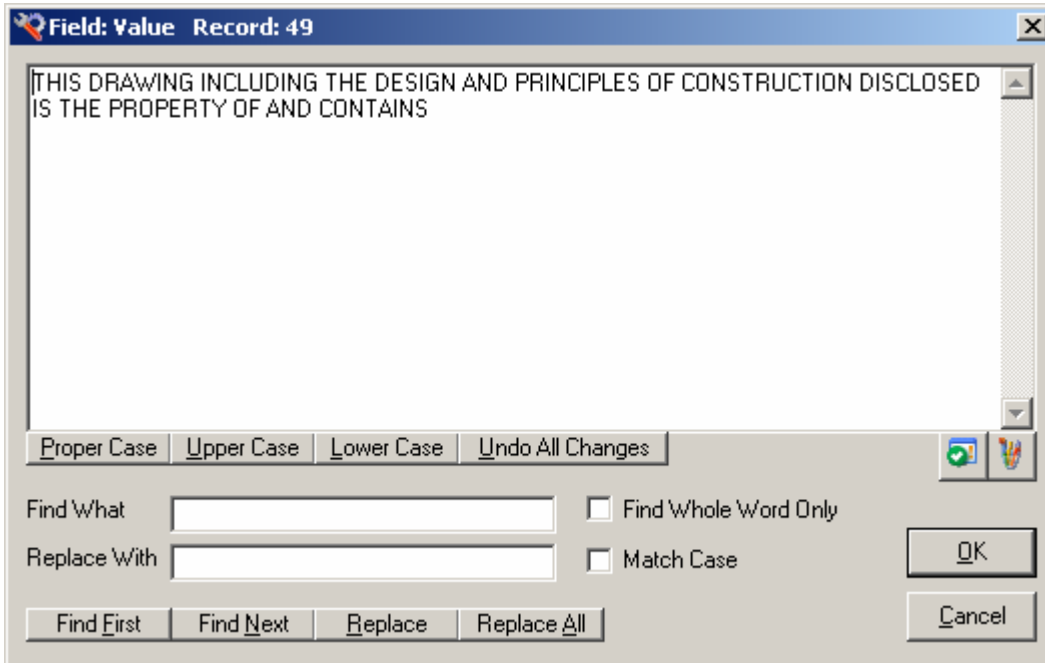 Field: Value Record: 49
THIS DRAWING INCLUDING THE DESIGN AND PRINCIPLES OF CONSTRUCTION DISCLOSED
IS THE PROPERTY OF AND CONTAINS
Proper Case Upper Case Lower Case Undo All Changes
Find What Find Whole Word Only
Replace With Match Case
OK
Find First Find Next Replace Replace All
Cancel